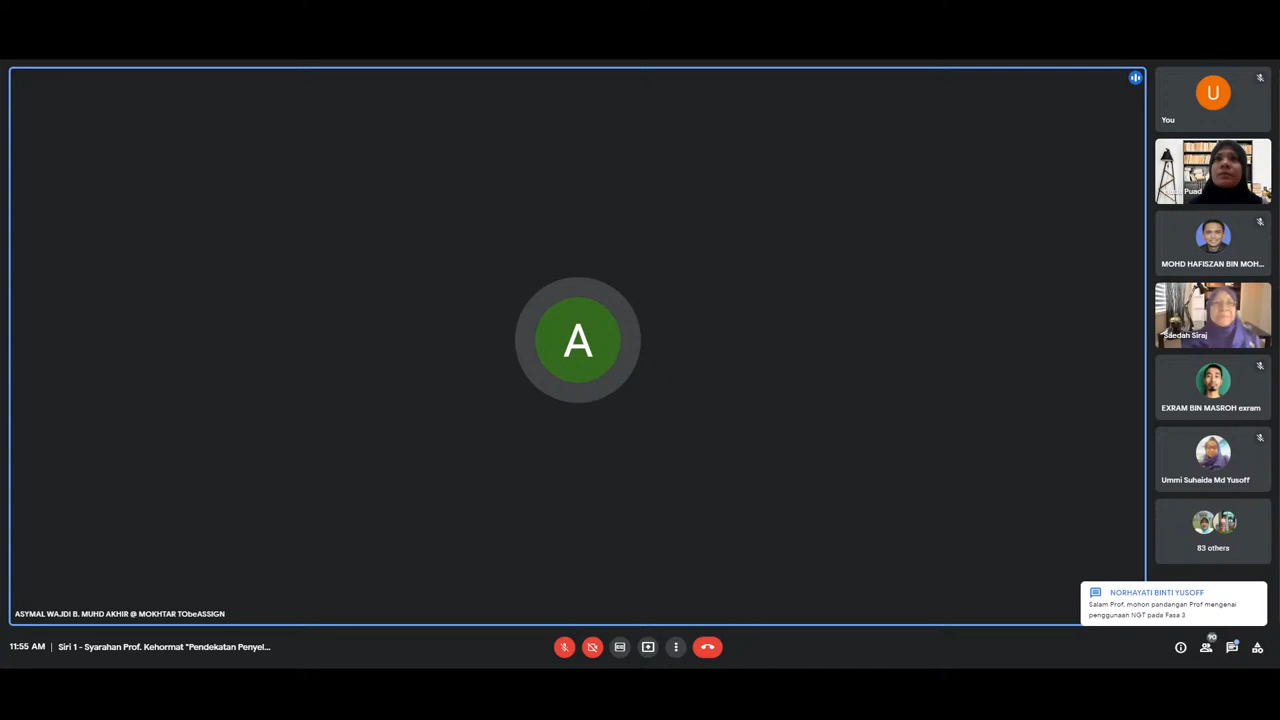 U
You
Puad
MOHD HAFISZAN BIN MOH...
Saedah Siraj
EXRAM BIN MASROH exram
Ummi Suhaida Md Yusoff
83 others
A
ASYMAL WAJDI B. MUHD AKHIR @ MOKHTAR TObeASSIGN
NORHAYATI BINTI YUSOFF
Salam Prof. mohon pandangan Prof mengenai
penggunaan NGT pada Fasa 3
11:55 AM | Siri 1 - Syarahan Prof. Kehormat "Pendekatan Penyel...
90